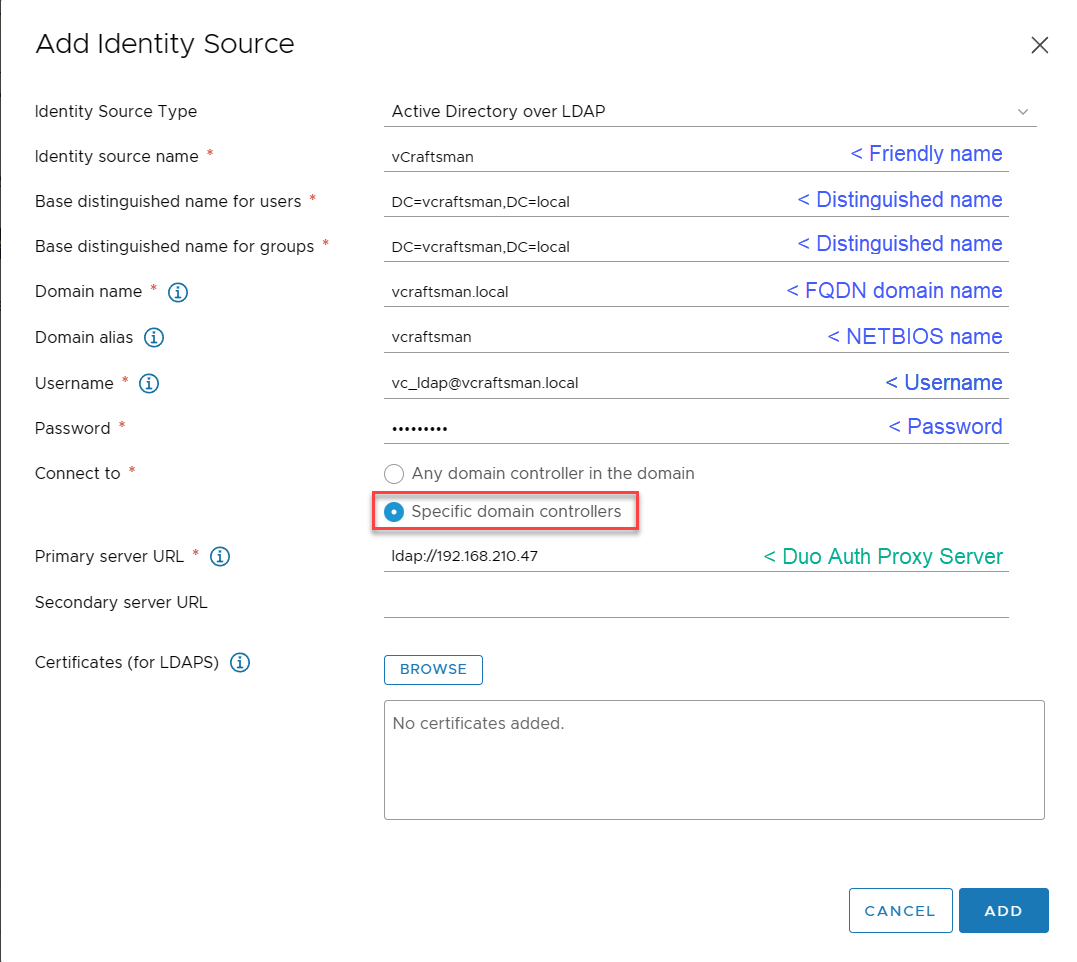 Add Identity Source
Identity Source Type Active Directory over LDAP
Identity source name * vCraftsman < Friendly name
Base distinguished name for users * DC=vcraftsman,DC=local < Distinguished name
Base distinguished name for groups * DC=vcraftsman,DC=local < Distinguished name
Domain name * vcraftsman.local < FQDN domain name
Domain alias vcraftsman < NETBIOS name
Username * vc_ldap@vcraftsman.local < Username
Password * ••••••••• < Password
Connect to * Any domain controller in the domain
Specific domain controllers
Primary server URL * ldap://192.168.210.47 < Duo Auth Proxy Server
Secondary server URL
Certificates (for LDAPS) BROWSE
No certificates added.
CANCEL ADD